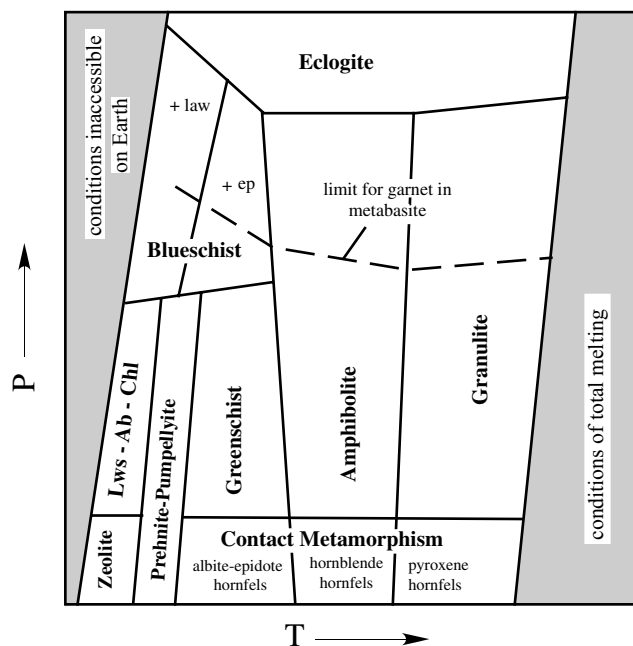 Eclogite
+ law
conditions inaccessible
on Earth
+ ep
limit for garnet in
metabasite
Blueschist
P
Lws - Ab - Chl
Prehnite-Pumpellyite
Greenschist
Amphibolite
Granulite
conditions of total melting
Zeolite
Contact Metamorphism
albite-epidote
hornfels
hornblende
hornfels
pyroxene
hornfels
T